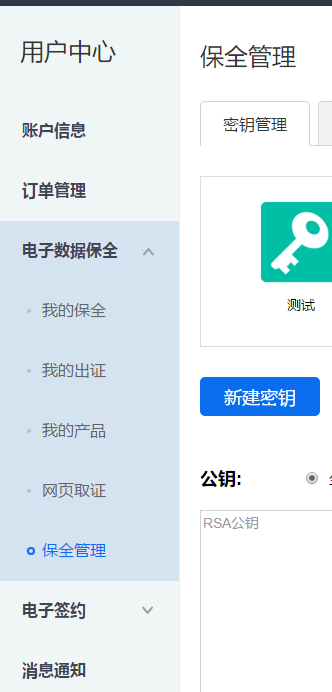 用户中心
账户信息
订单管理
电子数据保全
我的保全
我的出证
我的产品
网页取证
保全管理
电子签约
消息通知
保全管理
密钥管理
测试
新建密钥
公钥:
RSA公钥